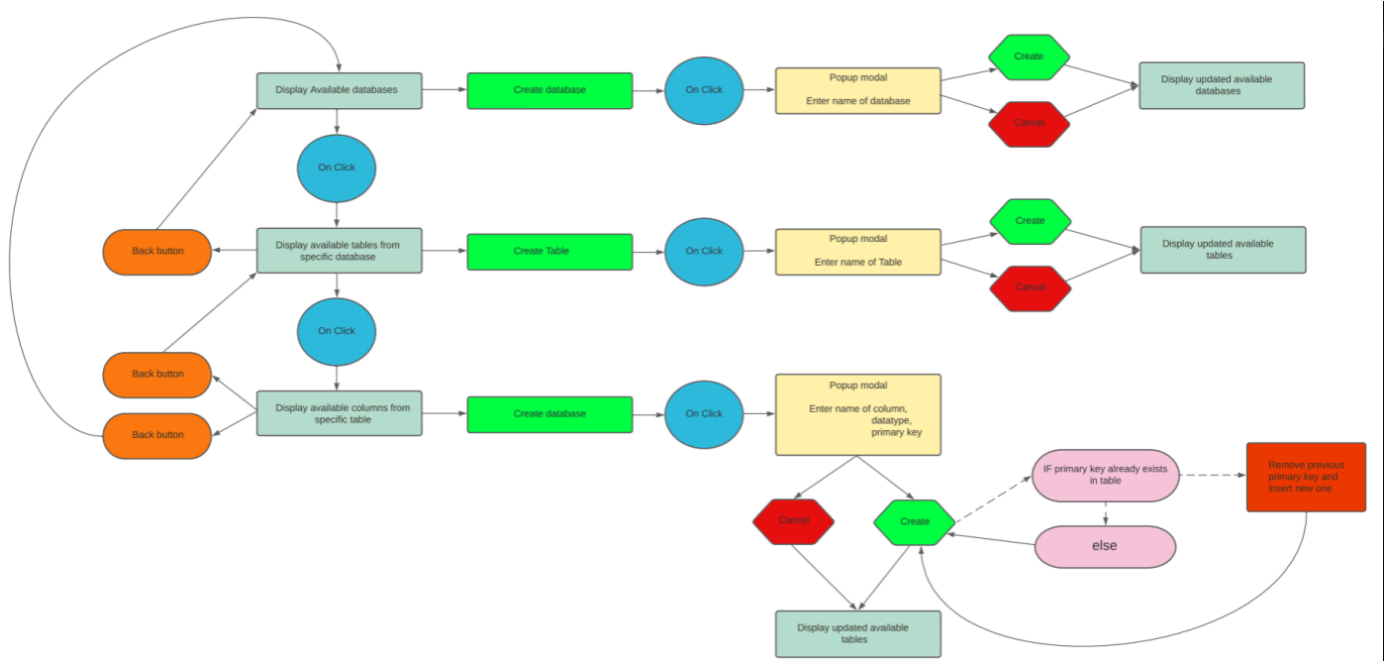 Display Available databases
Create database
On Click
Popup modal
Enter name of database
Create
Cancel
Display updated available
databases
On Click
Back button
Display available tables from
specific database
Create Table
On Click
Popup modal
Enter name of Table
Create
Cancel
Display updated available
tables
On Click
Back button
Back button
Display available columns from
specific table
Create database
On Click
Popup modal
Enter name of column,
datatype,
primary key
Cancel
Create
IF primary key already exists
in table
else
Remove previous
primary key and
insert new one
Display updated available
tables